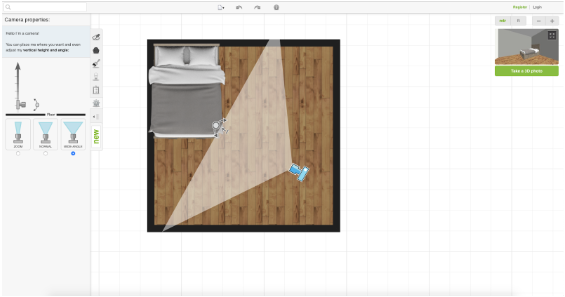 Register | Login
Camera properties:
Hello! I'm a camera!
You can place me where you want and even
adjust my vertical height and angle:
Floor
ZOOM
NORMAL
WIDE ANGLE
new
Take a 3D photo